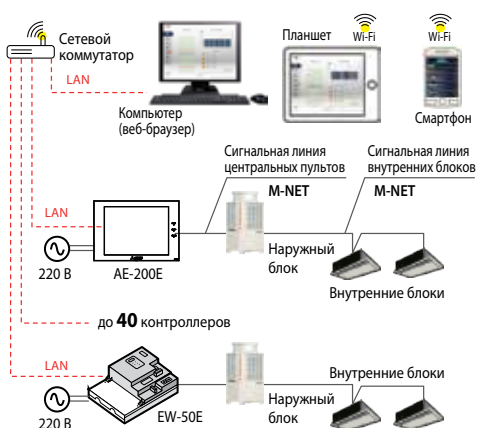 Сетевой
коммутатор
LAN
Компьютер
(веб-браузер)
Планшет
Wi-Fi
Wi-Fi
Смартфон
Сигнальная линия
центральных пультов
M-NET
Сигнальная линия
внутренних блоков
M-NET
LAN
220 В
AE-200E
Наружный
блок
Внутренние блоки
до 40 контроллеров
LAN
220 В
EW-50E
Наружный
блок
Внутренние блоки